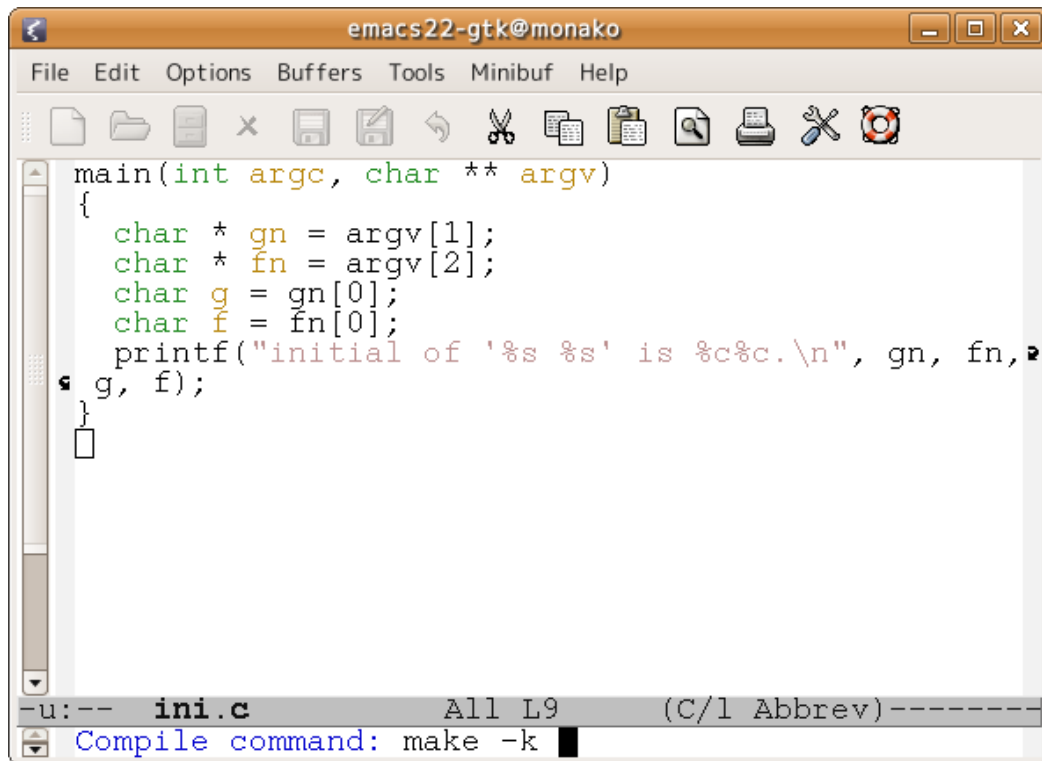 emacs22-gtk@monako
File Edit Options Buffers Tools Minibuf Help
main(int argc, char ** argv)
{
  char * gn = argv[1];
  char * fn = argv[2];
  char g = gn[0];
  char f = fn[0];
  printf("initial of '%s %s' is %c%c.\n", gn, fn,
 g, f);
}
-u:--  ini.c          All L9     (C/l Abbrev)--------
Compile command: make -k